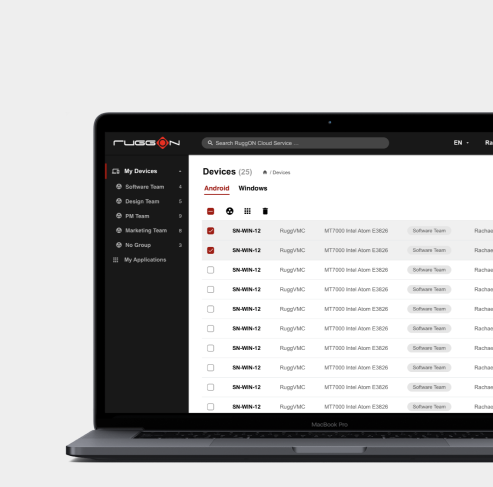 RUGGON
Search RuggON Cloud Service ...
EN
Ra
My Devices
Software Team 4
Design Team 5
PM Team 9
Marketing Team 6
No Group 3
My Applications
Devices (25) / Devices
Android Windows
SN-WIN-12 RuggVMC MT7000 Intel Atom E3826 Software Team Rachae
SN-WIN-12 RuggVMC MT7000 Intel Atom E3826 Software Team Rachae
SN-WIN-12 RuggVMC MT7000 Intel Atom E3826 Software Team Rachae
SN-WIN-12 RuggVMC MT7000 Intel Atom E3826 Software Team Rachae
SN-WIN-12 RuggVMC MT7000 Intel Atom E3826 Software Team Rachae
SN-WIN-12 RuggVMC MT7000 Intel Atom E3826 Software Team Rachae
SN-WIN-12 RuggVMC MT7000 Intel Atom E3826 Software Team Rachae
SN-WIN-12 RuggVMC MT7000 Intel Atom E3826 Software Team Rachae
SN-WIN-12 RuggVMC MT7000 Intel Atom E3826 Software Team Rachae
SN-WIN-12 RuggVMC MT7000 Intel Atom E3826 Software Team Rachae
MacBook Pro